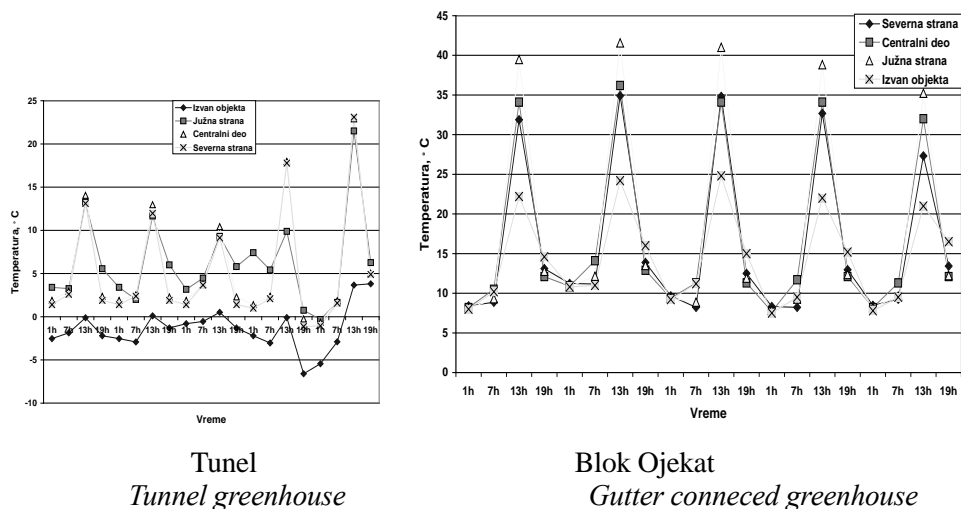 Temperatura, ° C
25
20
15
10
5
0
-5
-10
Izvan objekta
Južna strana
Centralni deo
Severna strana
1h 7h 13h 19h 1h 7h 13h 19h 1h 7h 13h 19h 1h 7h 13h 19h 1h 7h 13h 19h
Vreme
Temperatura, ° C
45
40
35
30
25
20
15
10
5
0
Severna strana
Centralni deo
Južna strana
Izvan objekta
1h 7h 13h 19h 1h 7h 13h 19h 1h 7h 13h 19h 1h 7h 13h 19h 1h 7h 13h 19h
Vreme
Tunel
Tunnel greenhouse
Blok Ojekat
Gutter conneced greenhouse